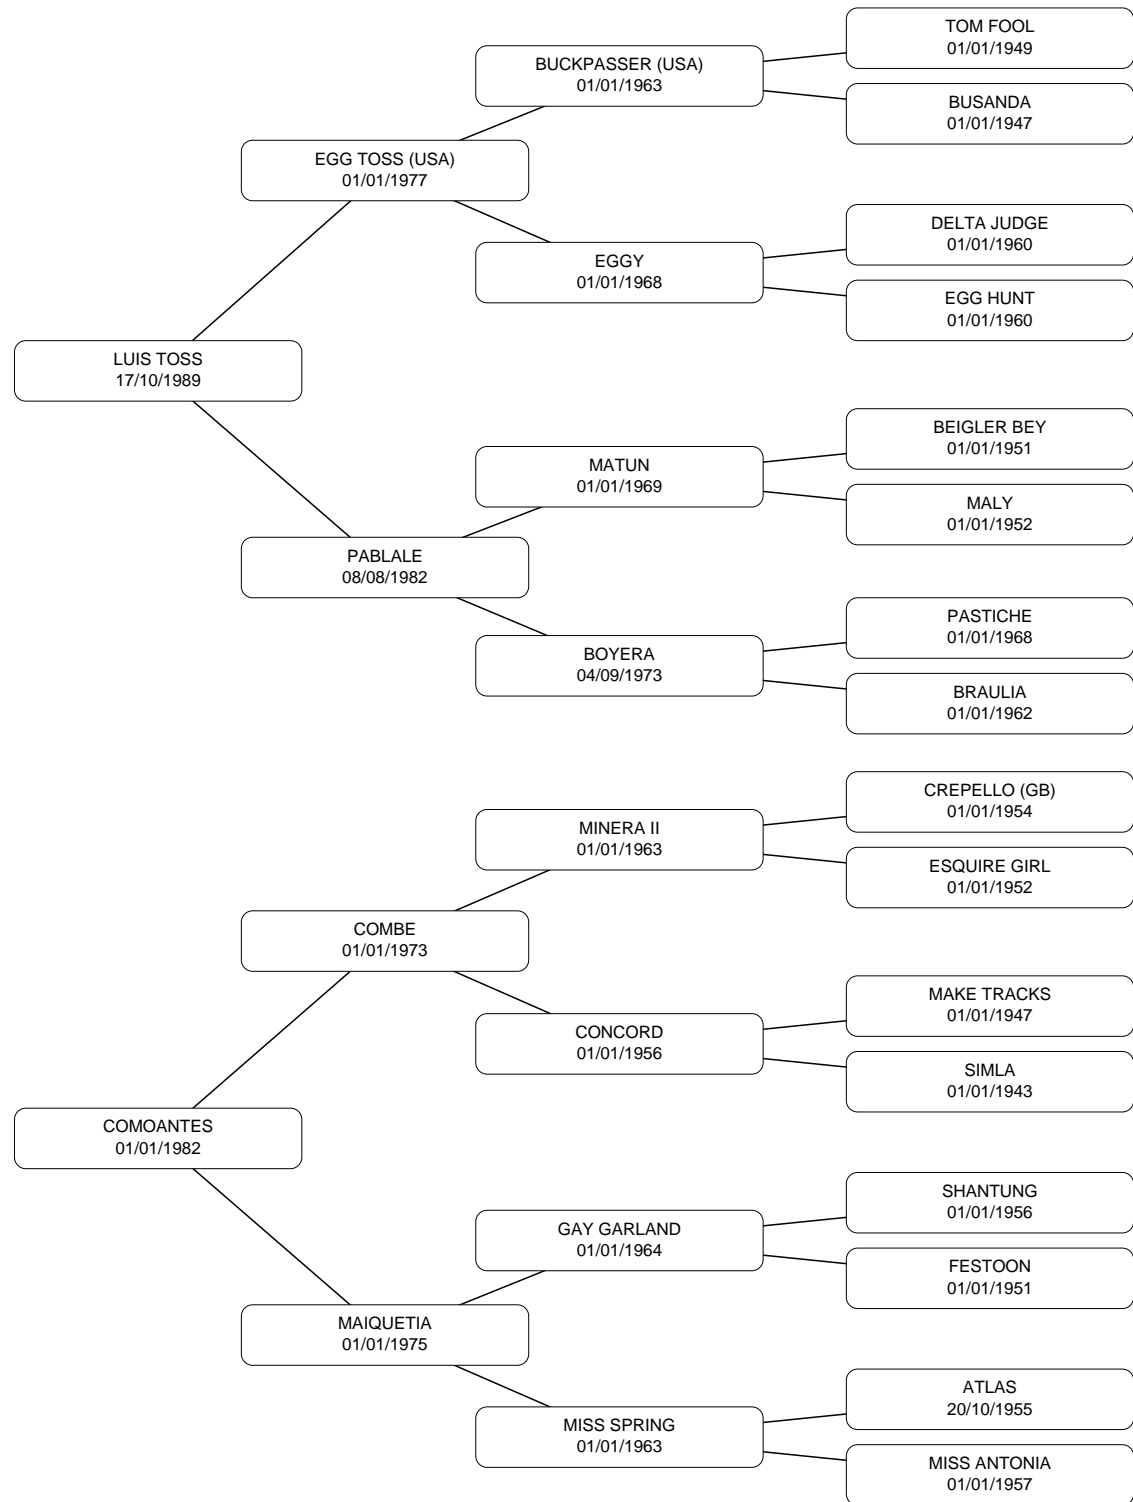 TOM FOOL
01/01/1949
BUCKPASSER (USA)
01/01/1963
BUSANDA
01/01/1947
EGG TOSS (USA)
01/01/1977
DELTA JUDGE
01/01/1960
EGGY
01/01/1968
EGG HUNT
01/01/1960
LUIS TOSS
17/10/1989
BEIGLER BEY
01/01/1951
MATUN
01/01/1969
MALY
01/01/1952
PABLALE
08/08/1982
PASTICHE
01/01/1968
BOYERA
04/09/1973
BRAULIA
01/01/1962
CREPELLO (GB)
01/01/1954
MINERA II
01/01/1963
ESQUIRE GIRL
01/01/1952
COMBE
01/01/1973
MAKE TRACKS
01/01/1947
CONCORD
01/01/1956
SIMLA
01/01/1943
COMOANTES
01/01/1982
SHANTUNG
01/01/1956
GAY GARLAND
01/01/1964
FESTOON
01/01/1951
MAIQUETIA
01/01/1975
ATLAS
20/10/1955
MISS SPRING
01/01/1963
MISS ANTONIA
01/01/1957